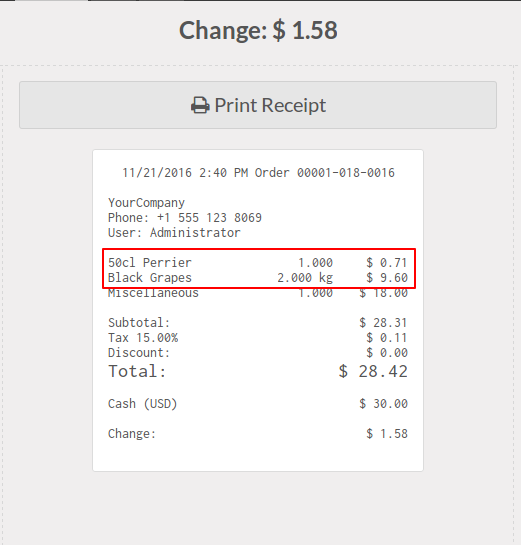 Change: $ 1.58
Print Receipt
11/21/2016 2:40 PM Order 00001-018-0016
YourCompany
Phone: +1 555 123 8069
User: Administrator
50cl Perrier 1.000 $ 0.71
Black Grapes 2.000 kg $ 9.60
Miscellaneous 1.000 $ 18.00
Subtotal: $ 28.31
Tax 15.00% $ 0.11
Discount: $ 0.00
Total: $ 28.42
Cash (USD) $ 30.00
Change: $ 1.58